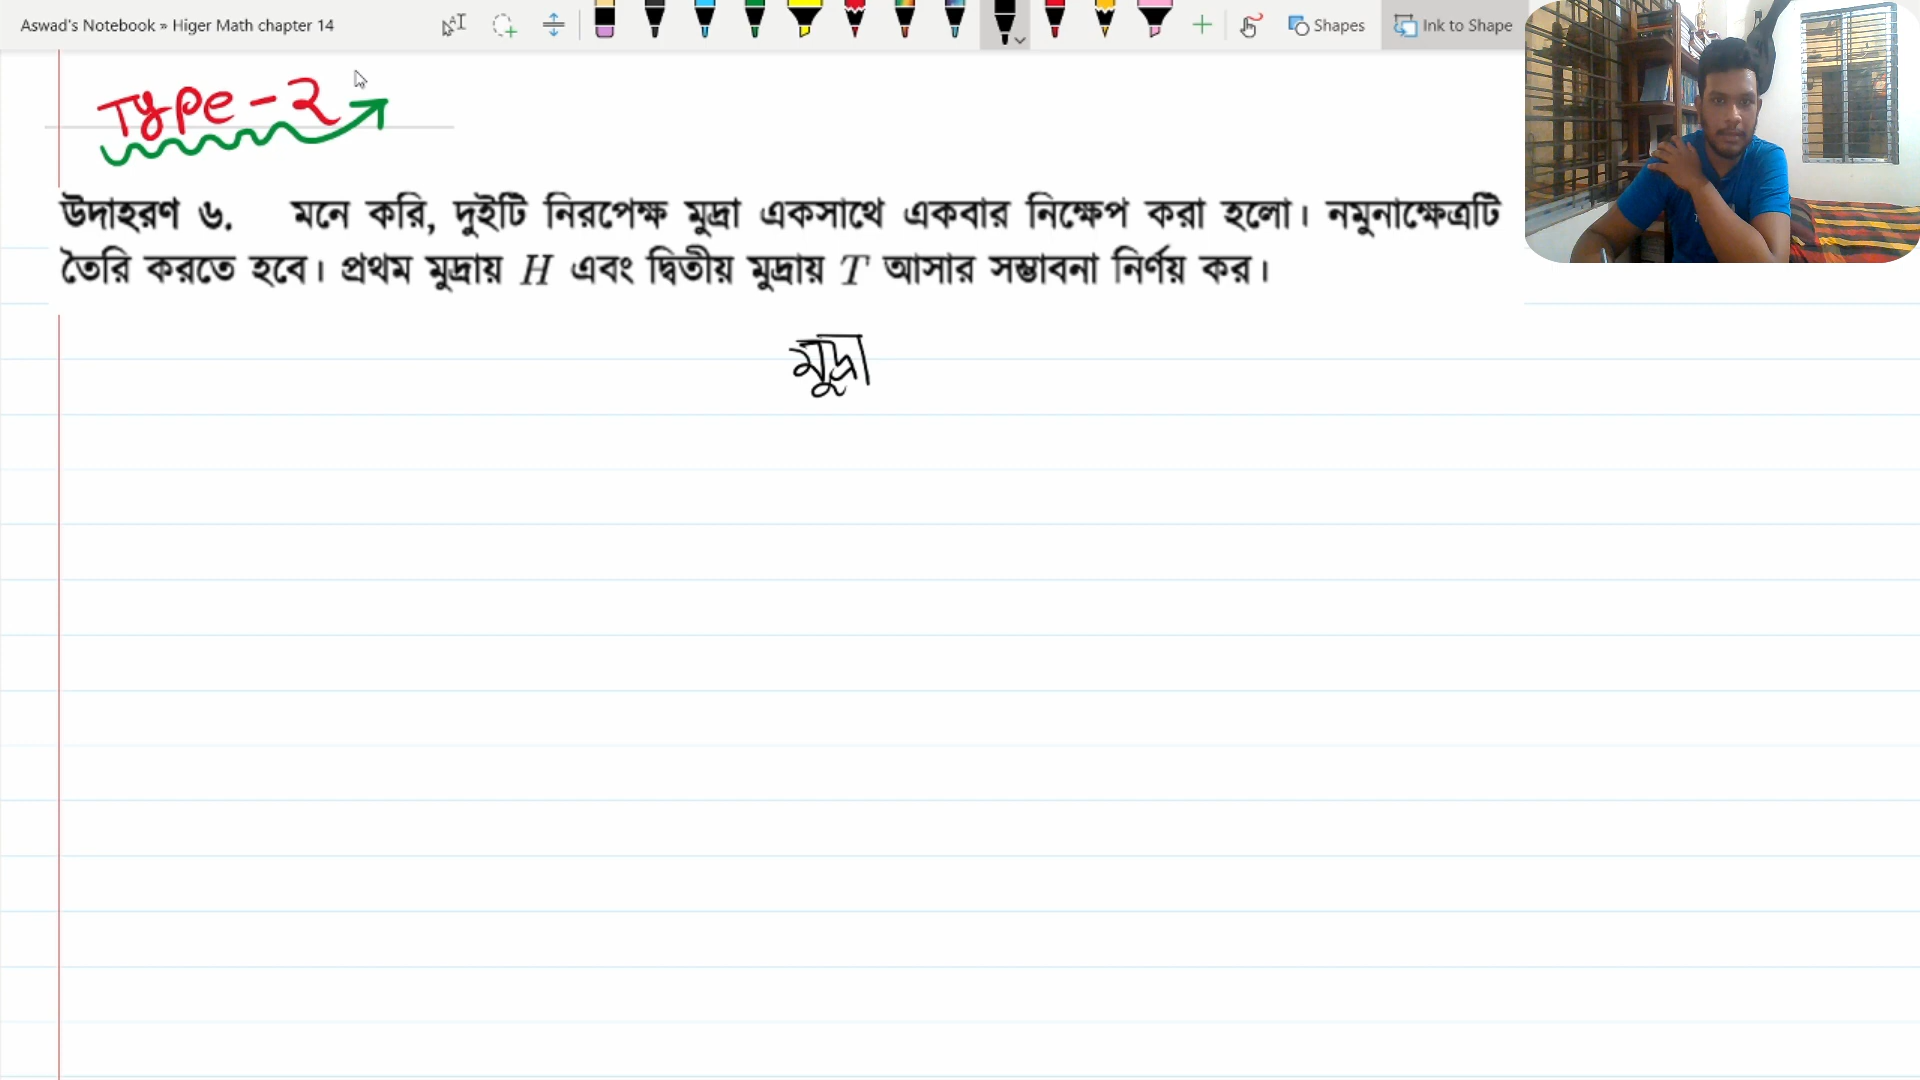 Aswad's Notebook » Higer Math chapter 14
Shapes
Ink to Shape
Type-২
উদাহরণ ৬. মনে করি, দুইটি নিরপেক্ষ মুদ্রা একসাথে একবার নিক্ষেপ করা হলো। নমুনাক্ষেত্রটি
তৈরি করতে হবে। প্রথম মুদ্রায় H এবং দ্বিতীয় মুদ্রায় T আসার সম্ভাবনা নির্ণয় কর।
মুদ্রা